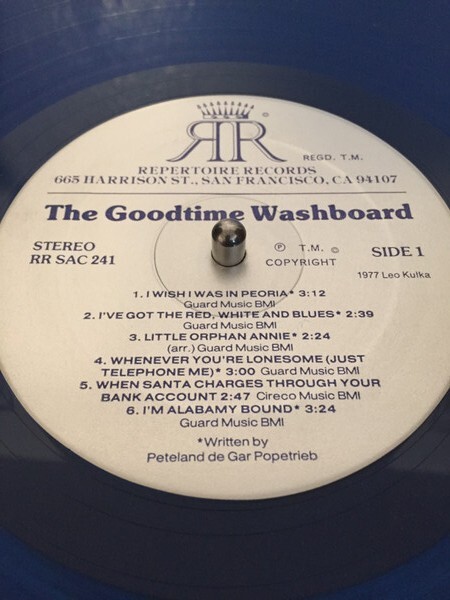 RR ©
REGD. T.M.
REPERTOIRE RECORDS
665 HARRISON ST., SAN FRANCISCO, CA 94107
The Goodtime Washboard
STEREO
RR SAC 241
℗ T.M. ©
COPYRIGHT
SIDE 1
1977 Leo Kulka
1. I WISH I WAS IN PEORIA* 3:12
Guard Music BMI
2. I'VE GOT THE RED, WHITE AND BLUES* 2:39
Guard Music BMI
3. LITTLE ORPHAN ANNIE* 2:24
(arr.) Guard Music BMI
4. WHENEVER YOU'RE LONESOME (JUST
TELEPHONE ME)* 3:00 Guard Music BMI
5. WHEN SANTA CHARGES THROUGH YOUR
BANK ACCOUNT 2:47 Cireco Music BMI
6. I'M ALABAMY BOUND* 3:24
Guard Music BMI
*Written by
Peteland de Gar Popetrieb